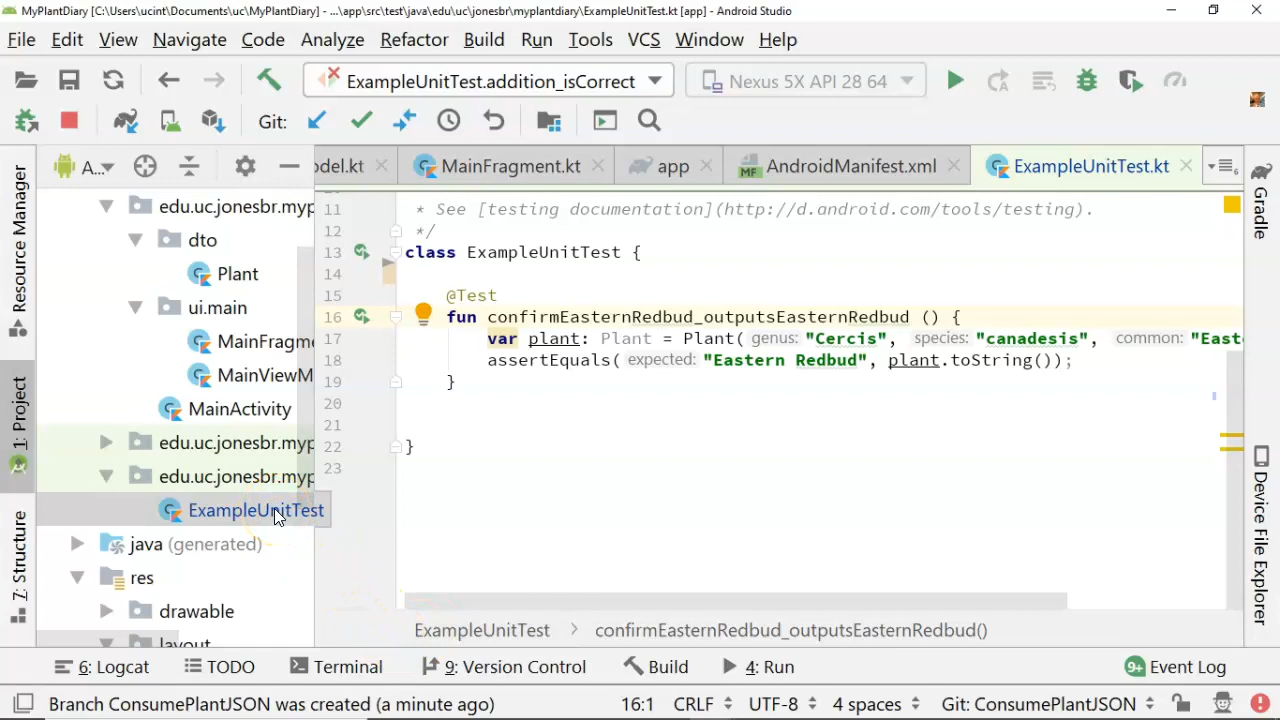 MyPlantDiary [C:\Users\ucint\Documents\uc\MyPlantDiary] - ...\app\src\test\java\edu\uc\jonesbr\myplantdiary\ExampleUnitTest.kt [app] - Android Studio
File Edit View Navigate Code Analyze Refactor Build Run Tools VCS Window Help
ExampleUnitTest.addition_isCorrect Nexus 5X API 28 64
Git:
A... odel.kt MainFragment.kt app MF AndroidManifest.xml ExampleUnitTest.kt 6
Resource Manager
1: Project
7: Structure
edu.uc.jonesbr.myp
dto
Plant
ui.main
MainFragme
MainViewM
MainActivity
edu.uc.jonesbr.myp
edu.uc.jonesbr.myp
ExampleUnitTest
java (generated)
res
drawable
layout
11 * See [testing documentation](http://d.android.com/tools/testing).
12 */
13 class ExampleUnitTest {
14
15 @Test
16 fun confirmEasternRedbud_outputsEasternRedbud () {
17 var plant: Plant = Plant( genus: "Cercis", species: "canadesis", common: "Easte
18 assertEquals( expected: "Eastern Redbud", plant.toString());
19 }
20
21
22 }
23
ExampleUnitTest > confirmEasternRedbud_outputsEasternRedbud()
Gradle
Device File Explorer
6: Logcat TODO Terminal 9: Version Control Build 4: Run 9+ Event Log
Branch ConsumePlantJSON was created (a minute ago) 16:1 CRLF UTF-8 4 spaces Git: ConsumePlantJSON